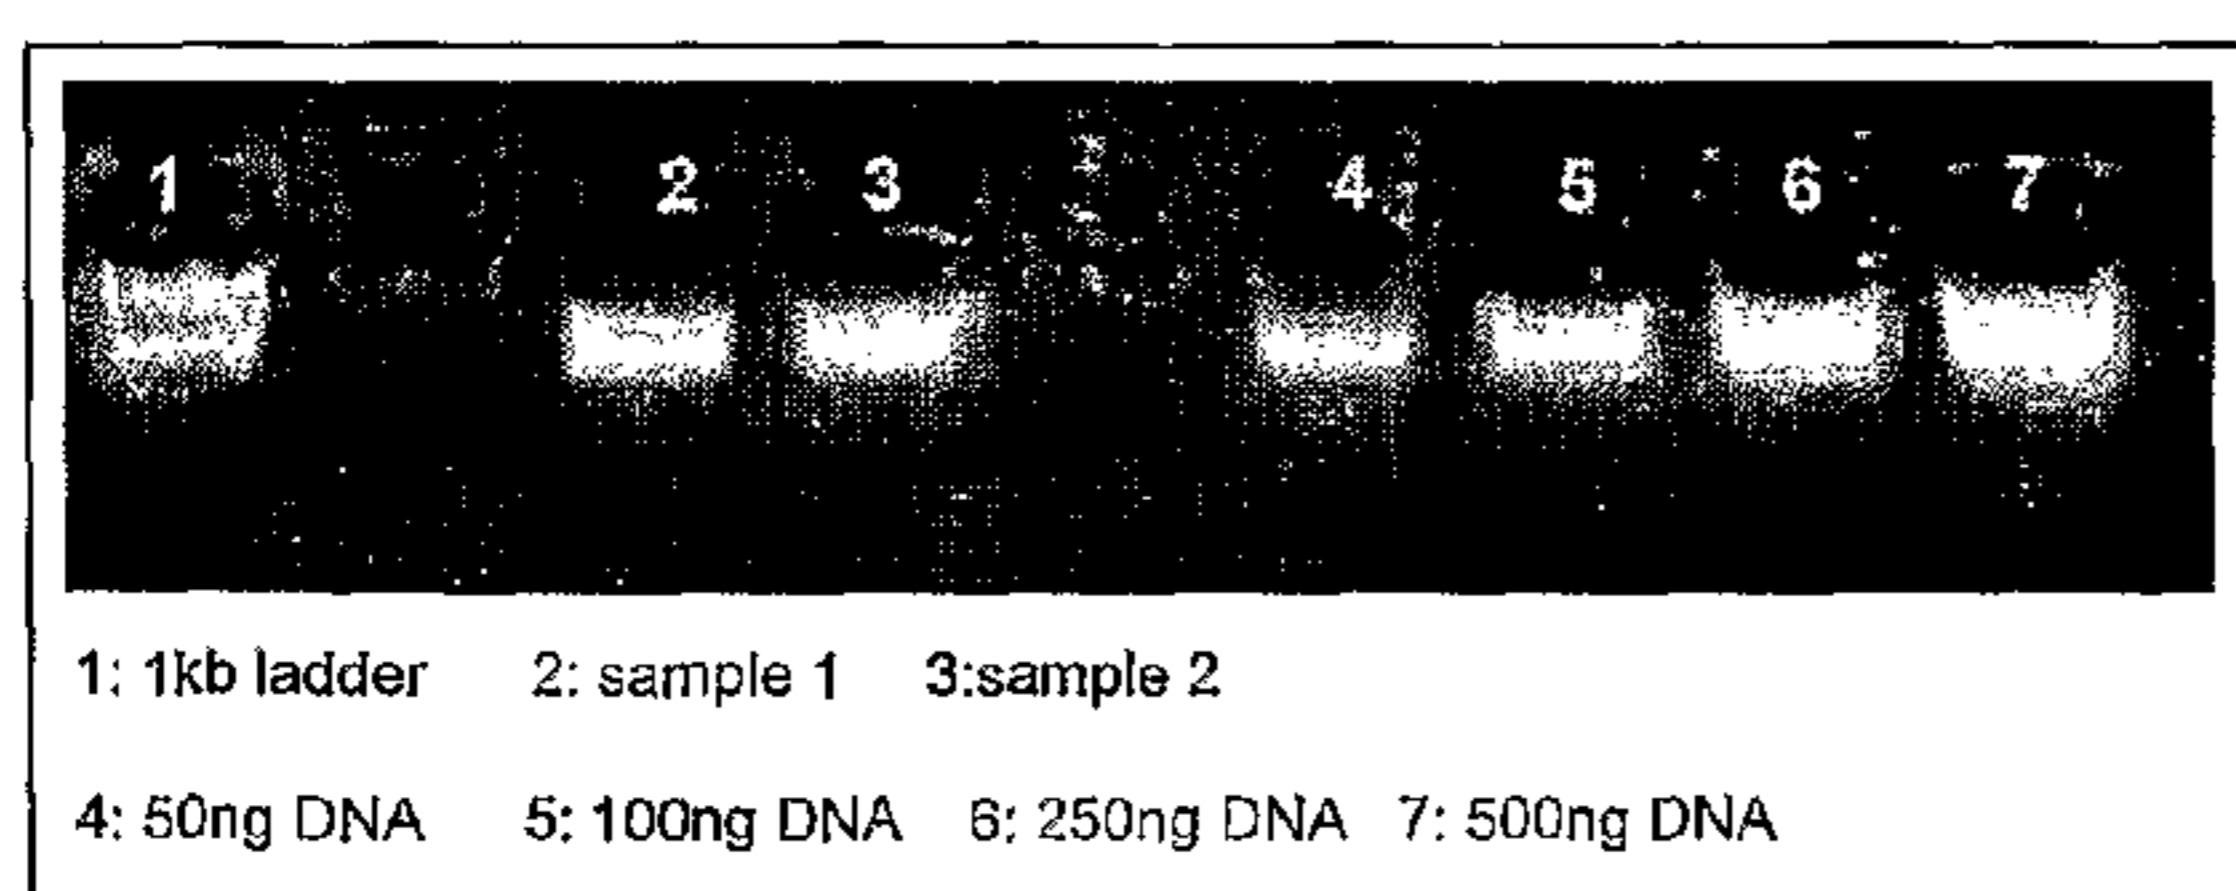 1 2 3 4 5 6 7
1: 1kb ladder 2: sample 1 3:sample 2
4: 50ng DNA 5: 100ng DNA 6: 250ng DNA 7: 500ng DNA